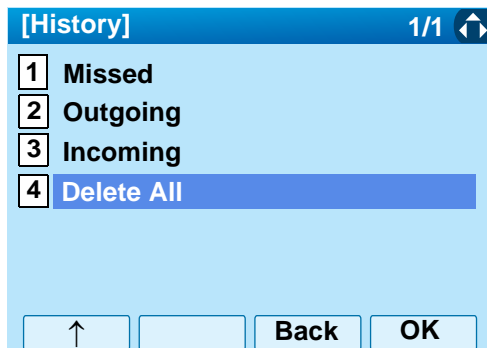 [History] 1/1
1 Missed
2 Outgoing
3 Incoming
4 Delete All
↑ Back OK